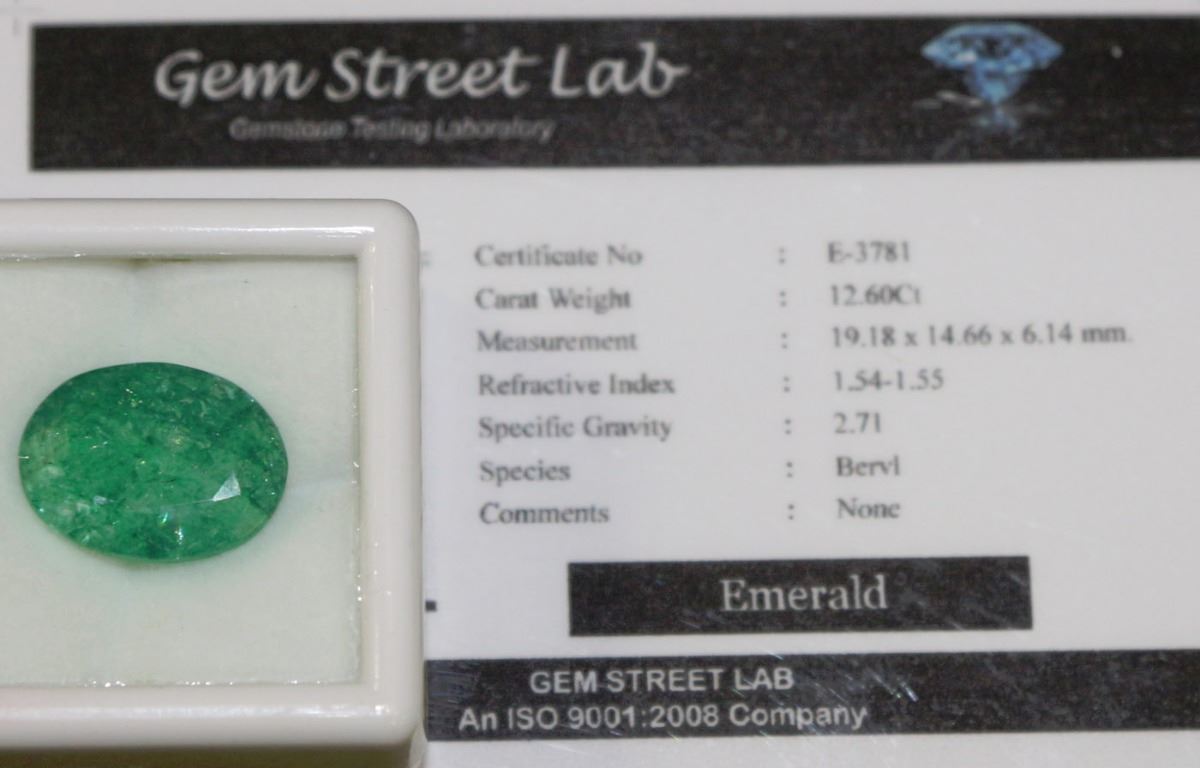 Gem Street Lab
Gemstone Testing Laboratory
Certificate No : E-3781
Carat Weight : 12.60Ct
Measurement : 19.18 x 14.66 x 6.14 mm.
Refractive Index : 1.54-1.55
Specific Gravity : 2.71
Species : Beryl
Comments : None
Emerald
GEM STREET LAB
An ISO 9001:2008 Company